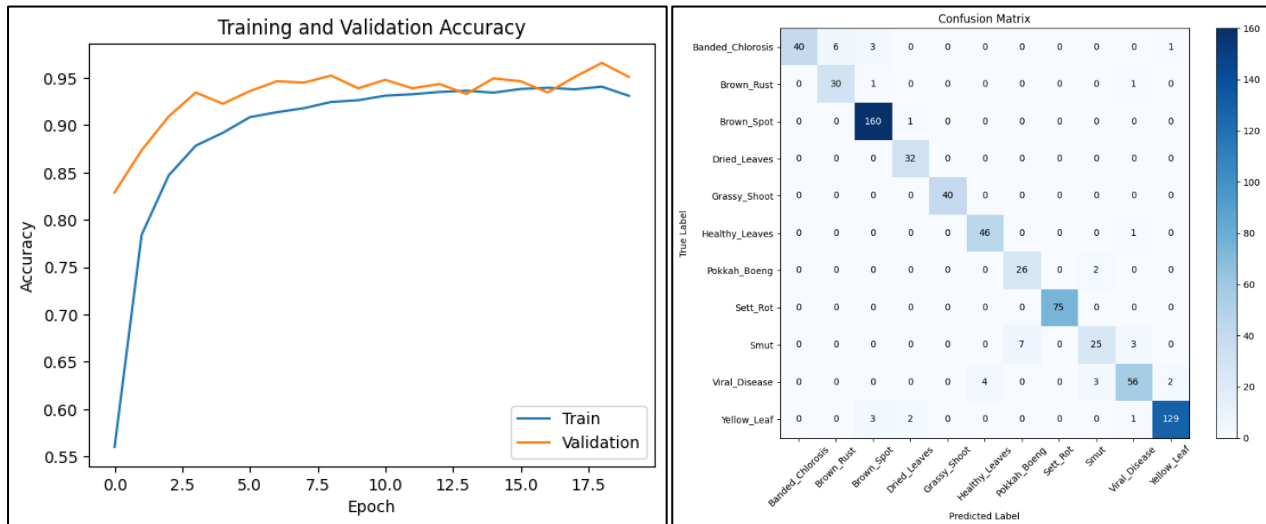 Training and Validation Accuracy
0.95
0.90
0.85
0.80
0.75
0.70
0.65
0.60
0.55
Accuracy
Train
Validation
0.0 2.5 5.0 7.5 10.0 12.5 15.0 17.5
Epoch
Confusion Matrix
Banded_Chlorosis 40 6 3 0 0 0 0 0 0 0 1
Brown_Rust 0 30 1 0 0 0 0 0 0 1 0
Brown_Spot 0 0 160 1 0 0 0 0 0 0 0
Dried_Leaves 0 0 0 32 0 0 0 0 0 0 0
Grassy_Shoot 0 0 0 0 40 0 0 0 0 0 0
Healthy_Leaves 0 0 0 0 0 46 0 0 0 1 0
Pokkah_Boeng 0 0 0 0 0 0 26 0 2 0 0
Sett_Rot 0 0 0 0 0 0 0 75 0 0 0
Smut 0 0 0 0 0 0 7 0 25 3 0
Viral_Disease 0 0 0 0 0 4 0 0 3 56 2
Yellow_Leaf 0 0 3 2 0 0 0 0 0 1 129
True Label
Banded_Chlorosis Brown_Rust Brown_Spot Dried_Leaves Grassy_Shoot Healthy_Leaves Pokkah_Boeng Sett_Rot Smut Viral_Disease Yellow_Leaf
Predicted Label
160
140
120
100
80
60
40
20
0